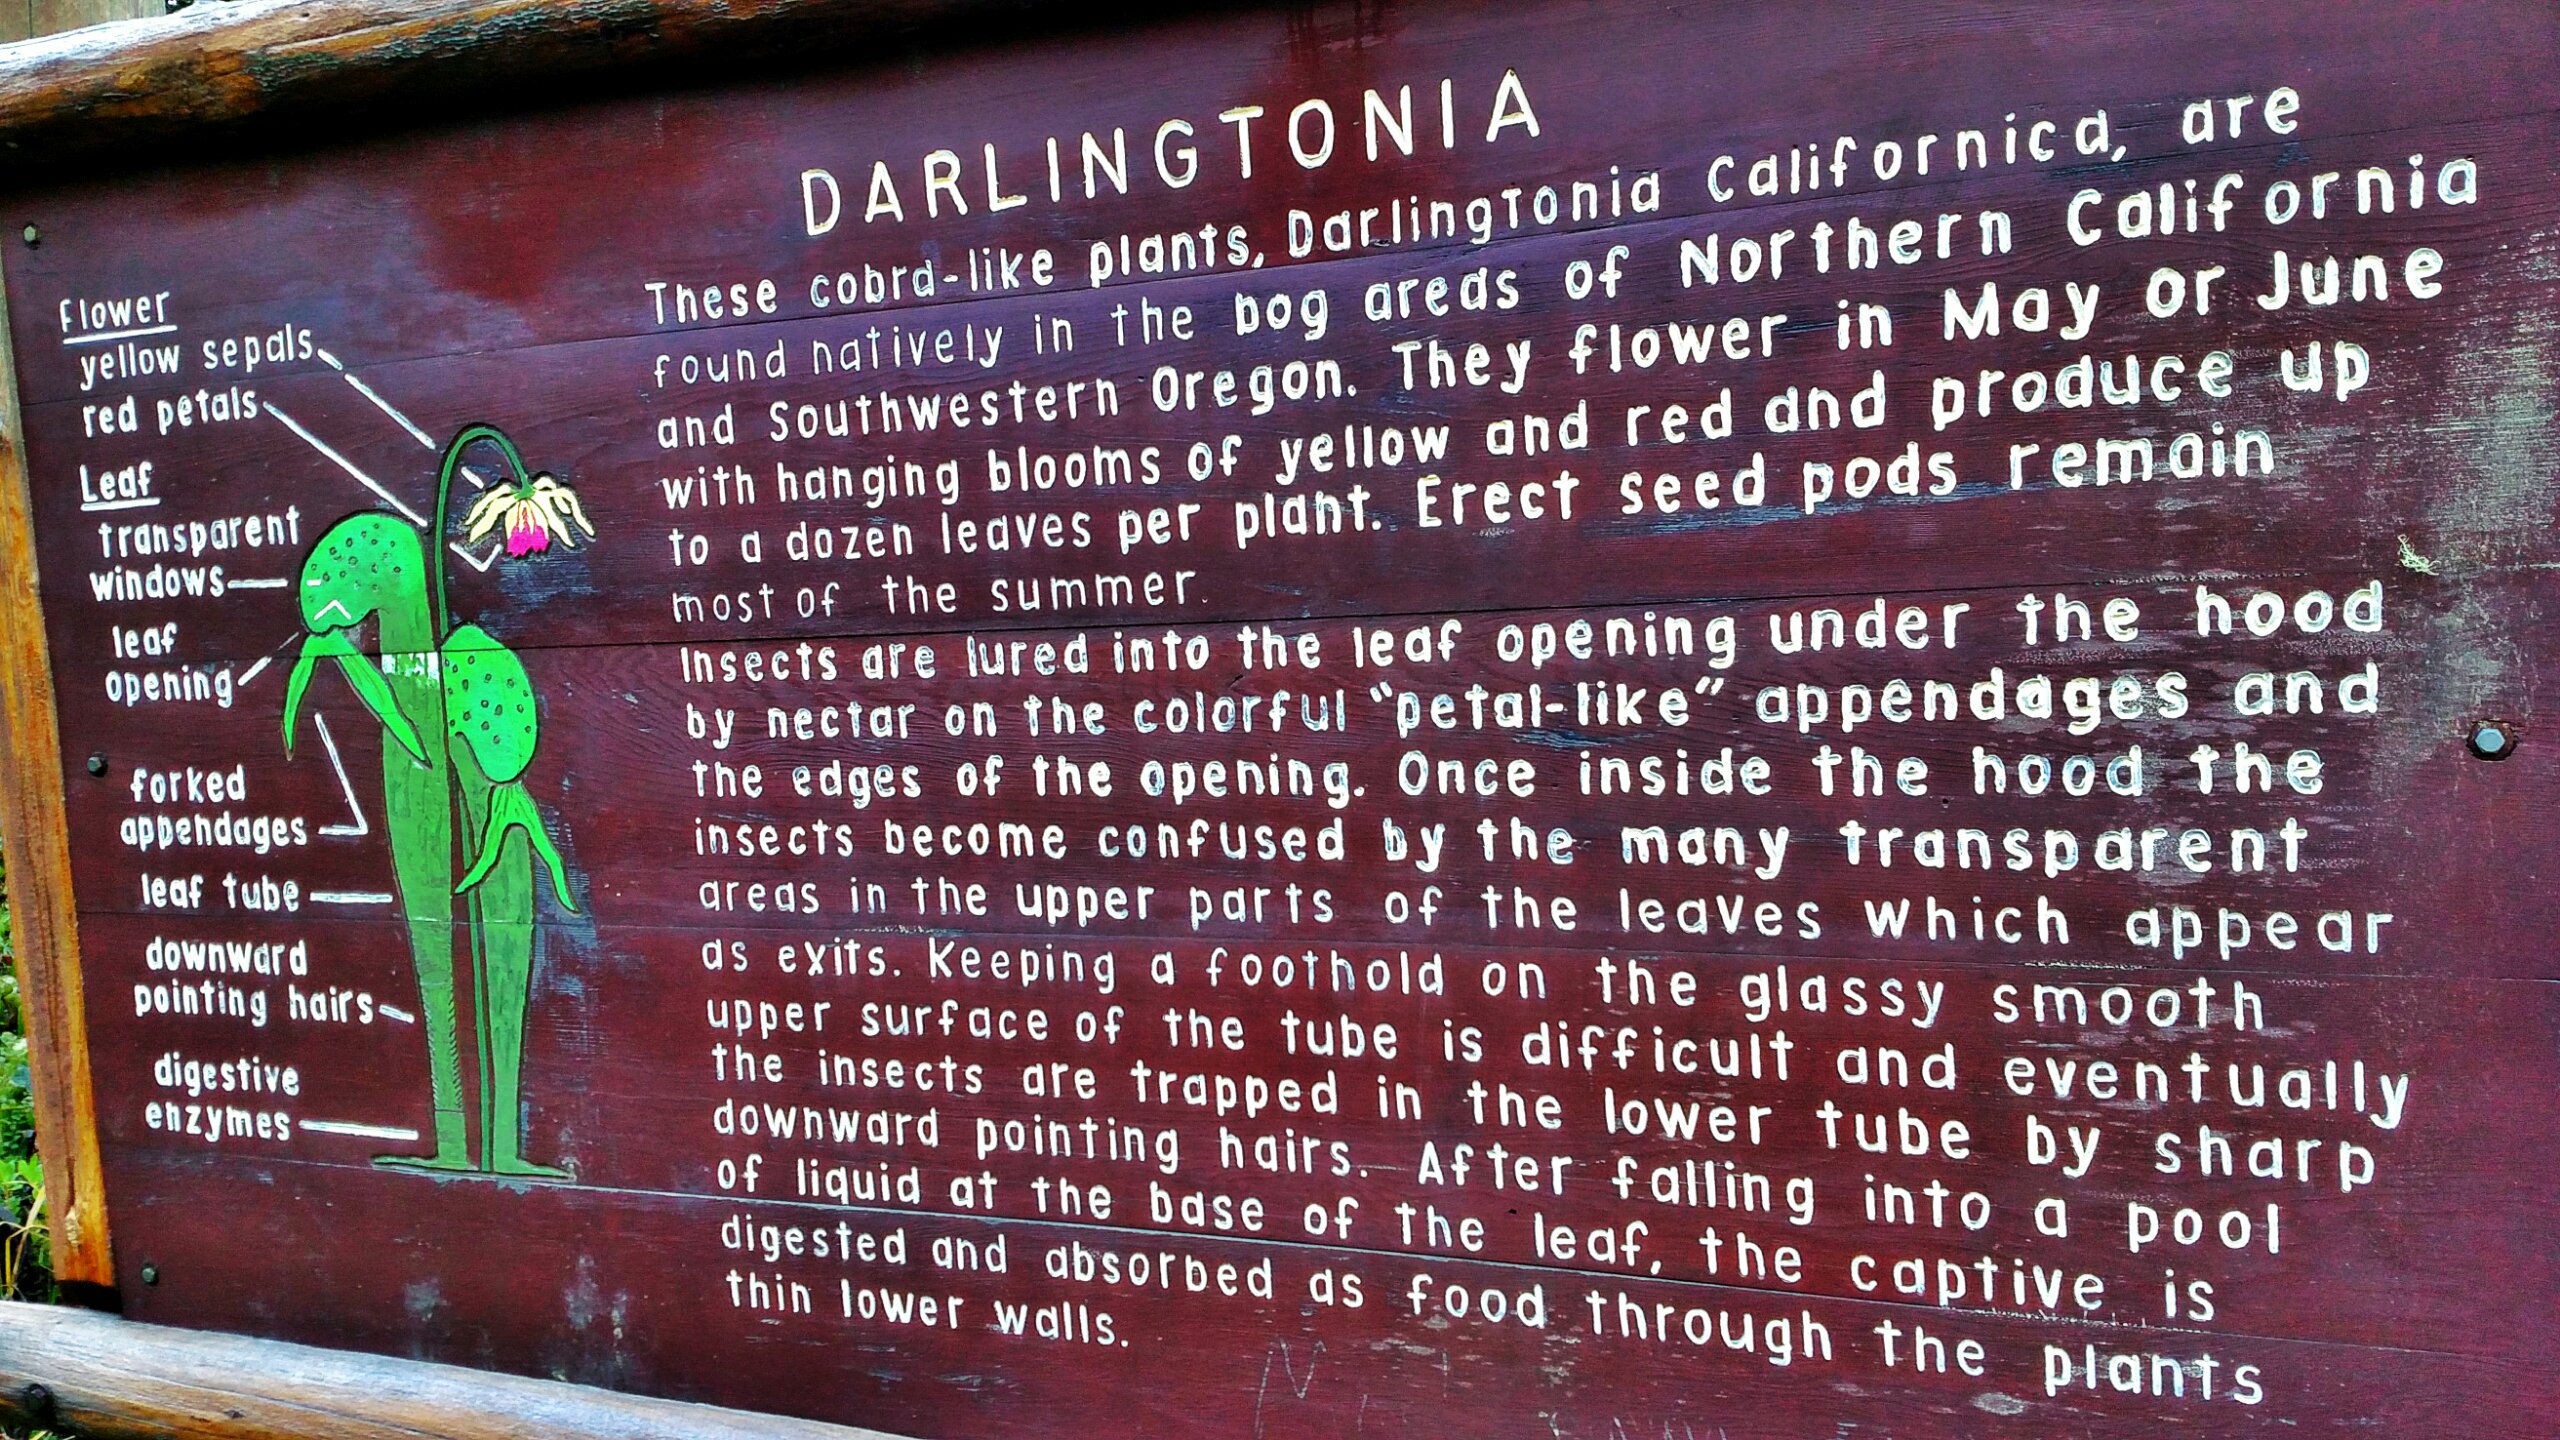 DARLINGTONIA
These cobra-like plants, Darlingtonia Californica, are
found natively in the bog areas of Northern California
and Southwestern Oregon. They flower in May or June
with hanging blooms of yellow and red and produce up
to a dozen leaves per plant. Erect seed pods remain
most of the summer.
Insects are lured into the leaf opening under the hood
by nectar on the colorful "petal-like" appendages and
the edges of the opening. Once inside the hood the
insects become confused by the many transparent
areas in the upper parts of the leaves which appear
as exits. Keeping a foothold on the glassy smooth
upper surface of the tube is difficult and eventually
the insects are trapped in the lower tube by sharp
downward pointing hairs. After falling into a pool
of liquid at the base of the leaf, the captive is
digested and absorbed as food through the plants
thin lower walls.
Flower
yellow sepals
red petals
Leaf
transparent
windows
leaf
opening
forked
appendages
leaf tube
downward
pointing hairs
digestive
enzymes